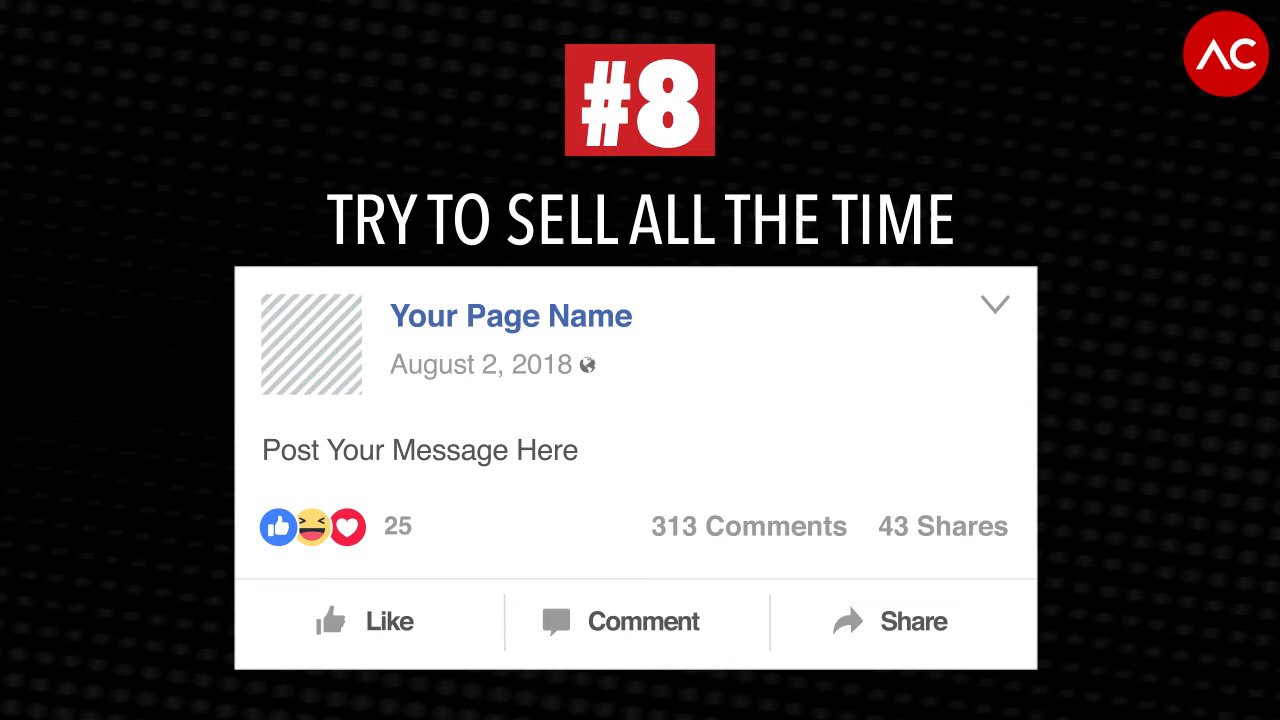 AC
#8
TRY TO SELL ALL THE TIME
Your Page Name
August 2, 2018
Post Your Message Here
25 313 Comments 43 Shares
Like Comment Share